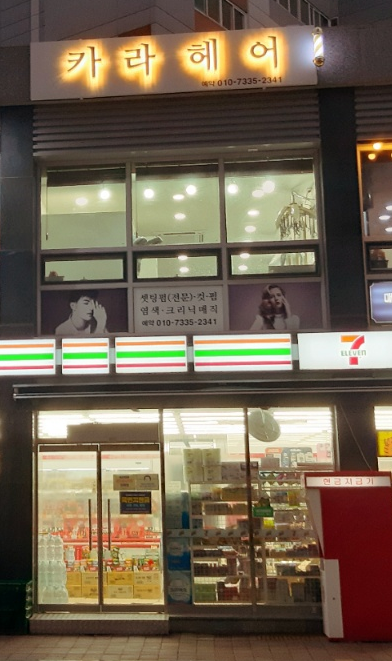 카라헤어
예약 010-7335-2341
셋팅펌(전문)·컷·펌
염색·크리닉매직
예약 010-7335-2341
7
ELEVEN
현금지급기